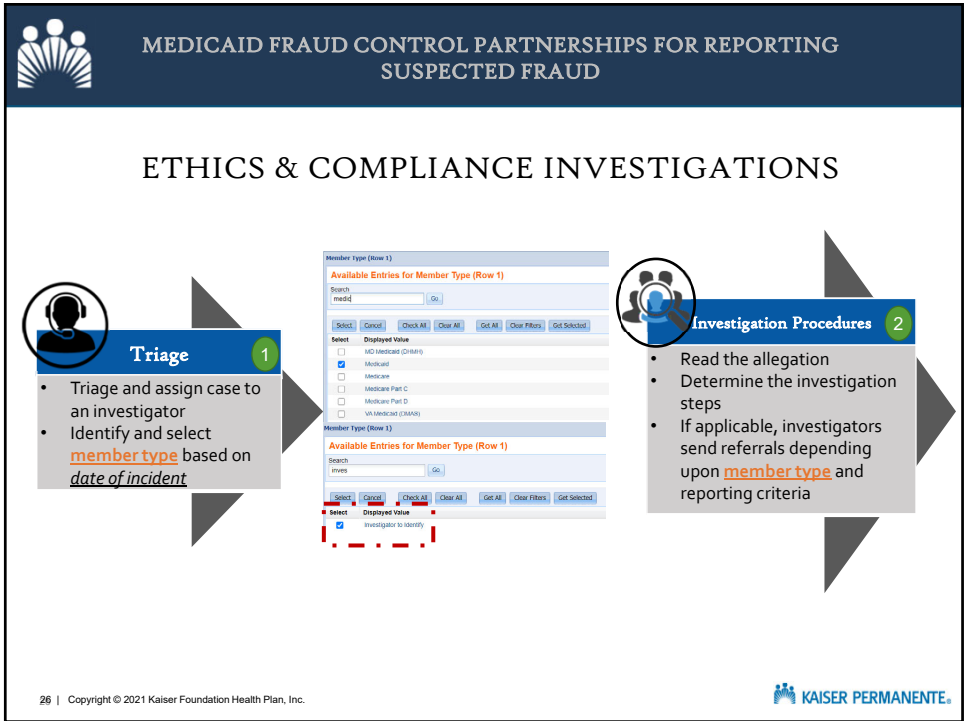 MEDICAID FRAUD CONTROL PARTNERSHIPS FOR REPORTING
SUSPECTED FRAUD
ETHICS & COMPLIANCE INVESTIGATIONS
Triage 1
• Triage and assign case to
an investigator
• Identify and select
member type based on
date of incident
Member Type (Row 1)
Available Entries for Member Type (Row 1)
Search
medic Go
Select Cancel Check All Clear All Get All Clear Filters Get Selected
Select Displayed Value
MD Medicaid (DHMH)
Medicaid
Medicare
Medicare Part C
Medicare Part D
VA Medicaid (DMAS)
Member Type (Row 1)
Available Entries for Member Type (Row 1)
Search
inves Go
Select Cancel Check All Clear All Get All Clear Filters Get Selected
Select Displayed Value
Investigator to Identify
Investigation Procedures 2
• Read the allegation
• Determine the investigation
steps
• If applicable, investigators
send referrals depending
upon member type and
reporting criteria
26 | Copyright © 2021 Kaiser Foundation Health Plan, Inc.
KAISER PERMANENTE®